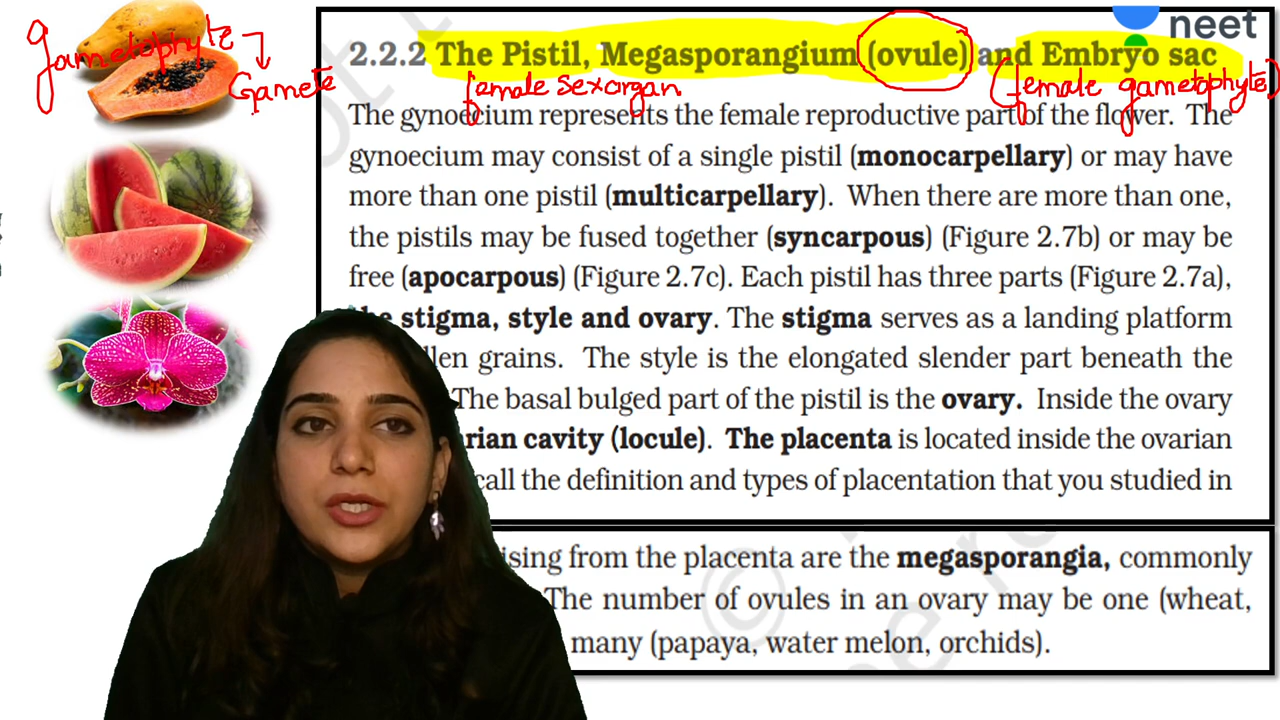 neet
gametophyte
Gamete
2.2.2 The Pistil, Megasporangium (ovule) and Embryo sac
female sex organ
(female gametophyte)
The gynoecium represents the female reproductive part of the flower. The
gynoecium may consist of a single pistil (monocarpellary) or may have
more than one pistil (multicarpellary). When there are more than one,
the pistils may be fused together (syncarpous) (Figure 2.7b) or may be
free (apocarpous) (Figure 2.7c). Each pistil has three parts (Figure 2.7a),
the stigma, style and ovary. The stigma serves as a landing platform
llen grains. The style is the elongated slender part beneath the
The basal bulged part of the pistil is the ovary. Inside the ovary
rian cavity (locule). The placenta is located inside the ovarian
call the definition and types of placentation that you studied in
ising from the placenta are the megasporangia, commonly
The number of ovules in an ovary may be one (wheat,
many (papaya, water melon, orchids).